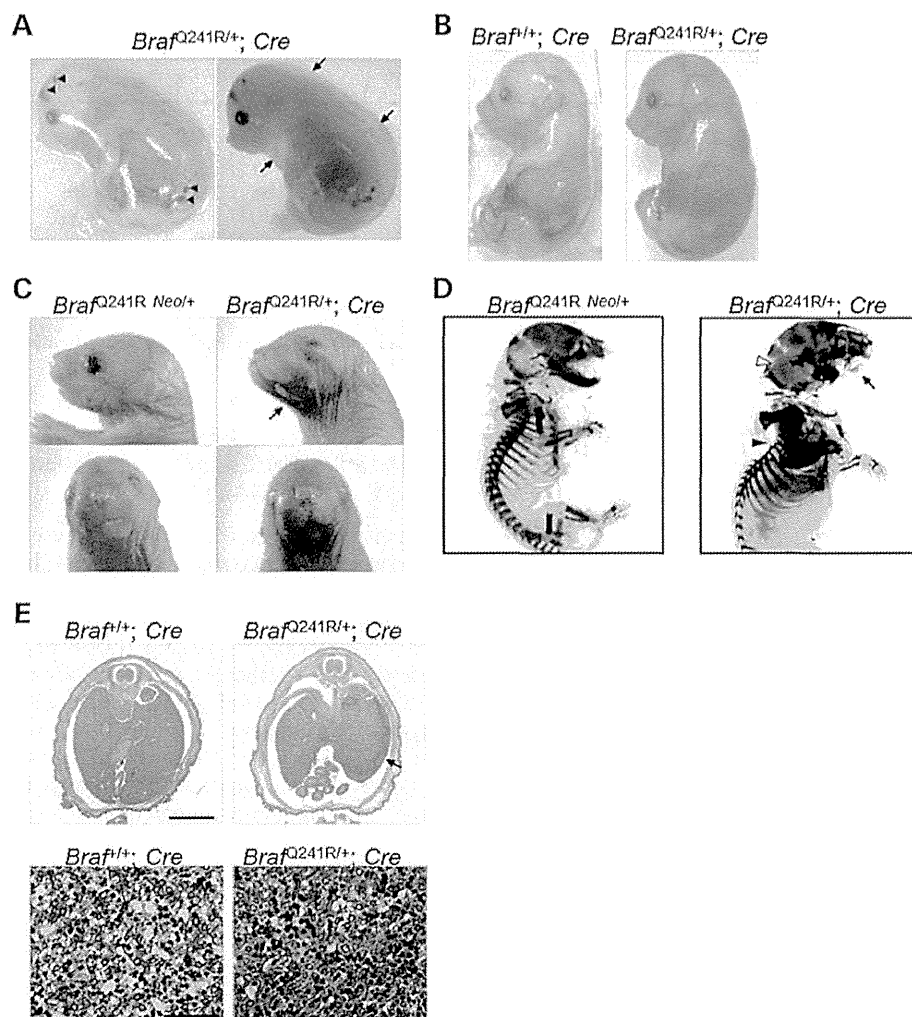 A
Braf^Q241R/+; Cre
B
Braf^+/+; Cre
Braf^Q241R/+; Cre
C
Braf^Q241R Neo/+
Braf^Q241R/+; Cre
D
Braf^Q241R Neo/+
Braf^Q241R/+; Cre
E
Braf^+/+; Cre
Braf^Q241R/+; Cre
Braf^+/+; Cre
Braf^Q241R/+; Cre